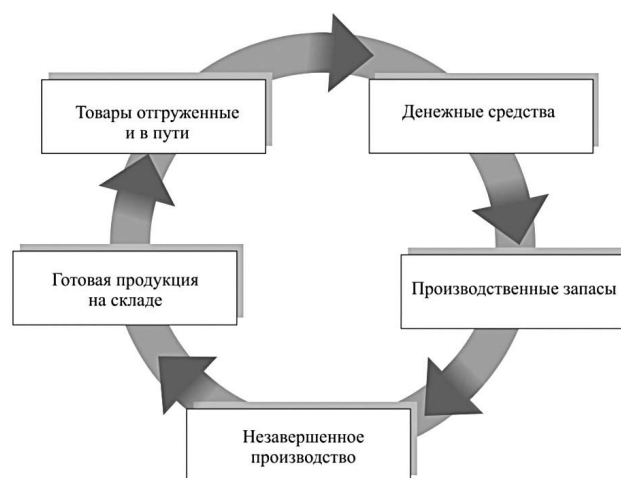 Товары отгруженные
и в пути
Денежные средства
Готовая продукция
на складе
Производственные запасы
Незавершенное
производство